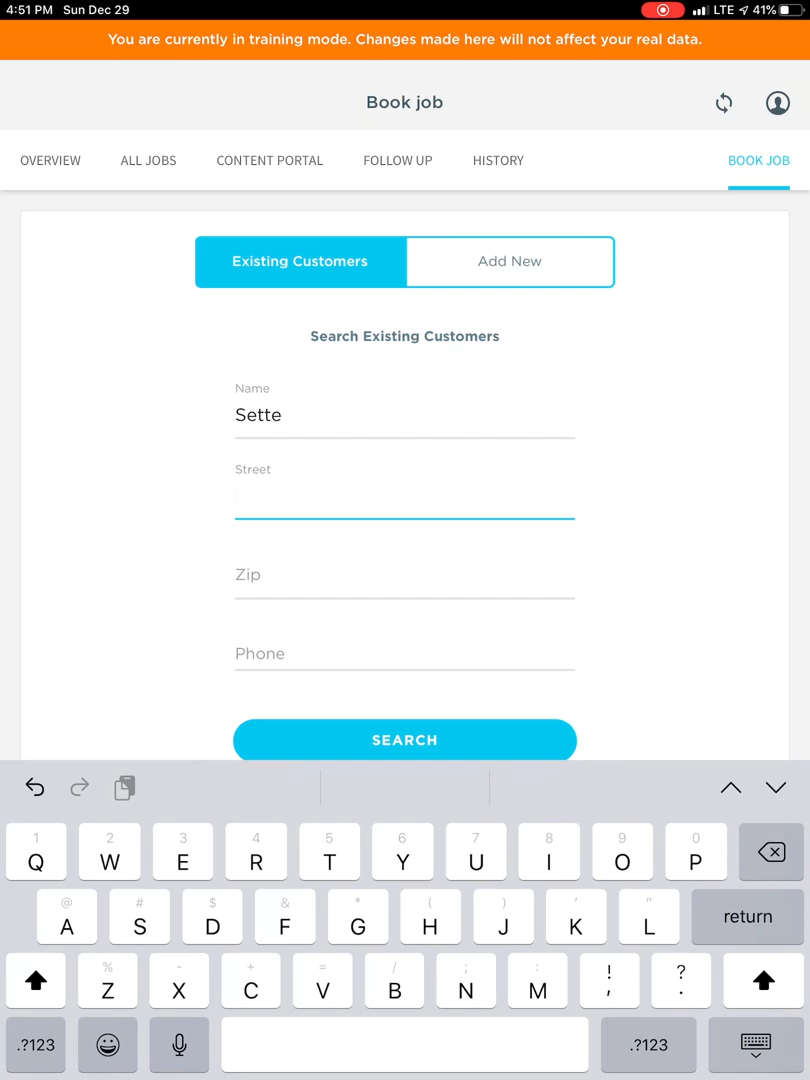 4:51 PM Sun Dec 29 LTE 41%
You are currently in training mode. Changes made here will not affect your real data.
Book job
OVERVIEW ALL JOBS CONTENT PORTAL FOLLOW UP HISTORY BOOK JOB
Existing Customers Add New
Search Existing Customers
Name
Sette
Street
Zip
Phone
SEARCH
1 2 3 4 5 6 7 8 9 0
Q W E R T Y U I O P
@ # $ & * ( ) ' "
A S D F G H J K L return
% - + = / ; : ! ?
Z X C V B N M , .
.?123 .?123